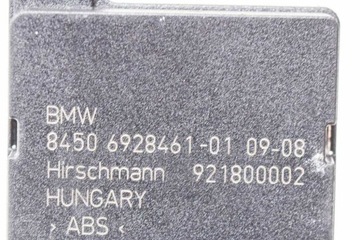 BMW
8450 6928461-01 09-08
Hirschmann 921800002
HUNGARY
> ABS <